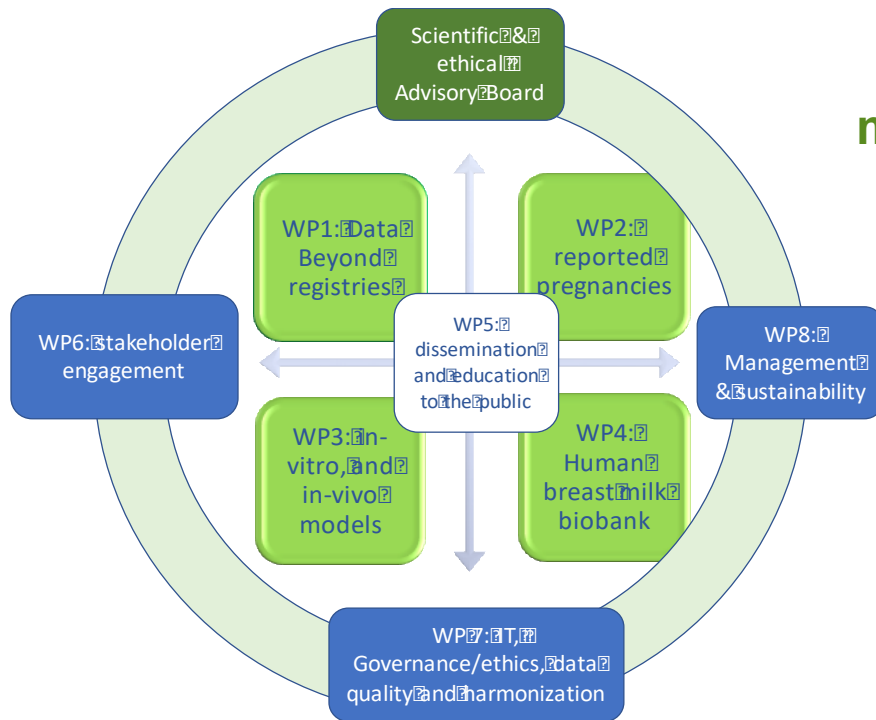 Scientific & 
ethical 
Advisory Board
n
WP1: Data
Beyond
registries
WP2:
reported
pregnancies
WP6: stakeholder
engagement
WP5:
dissemination
and education
to the public
WP8:
Management
& sustainability
WP3: in-
vitro, and
in-vivo
models
WP4:
Human
breast milk
biobank
WP 7: IT,
Governance/ethics, data
quality and harmonization